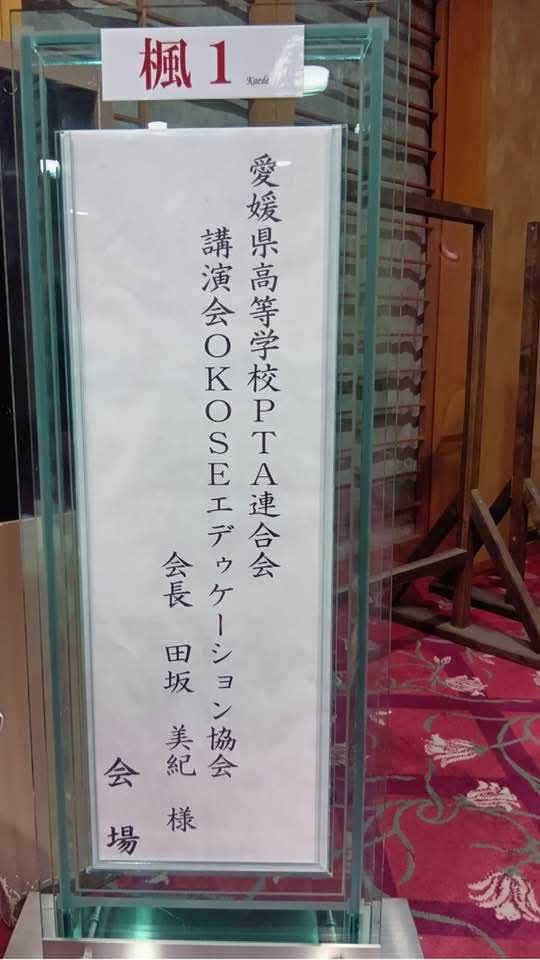 楓 1 Kaede
愛媛県高等学校PTA連合会
講演会OKOSEエデゥケーション協会
会長 田坂 美紀 様
会場